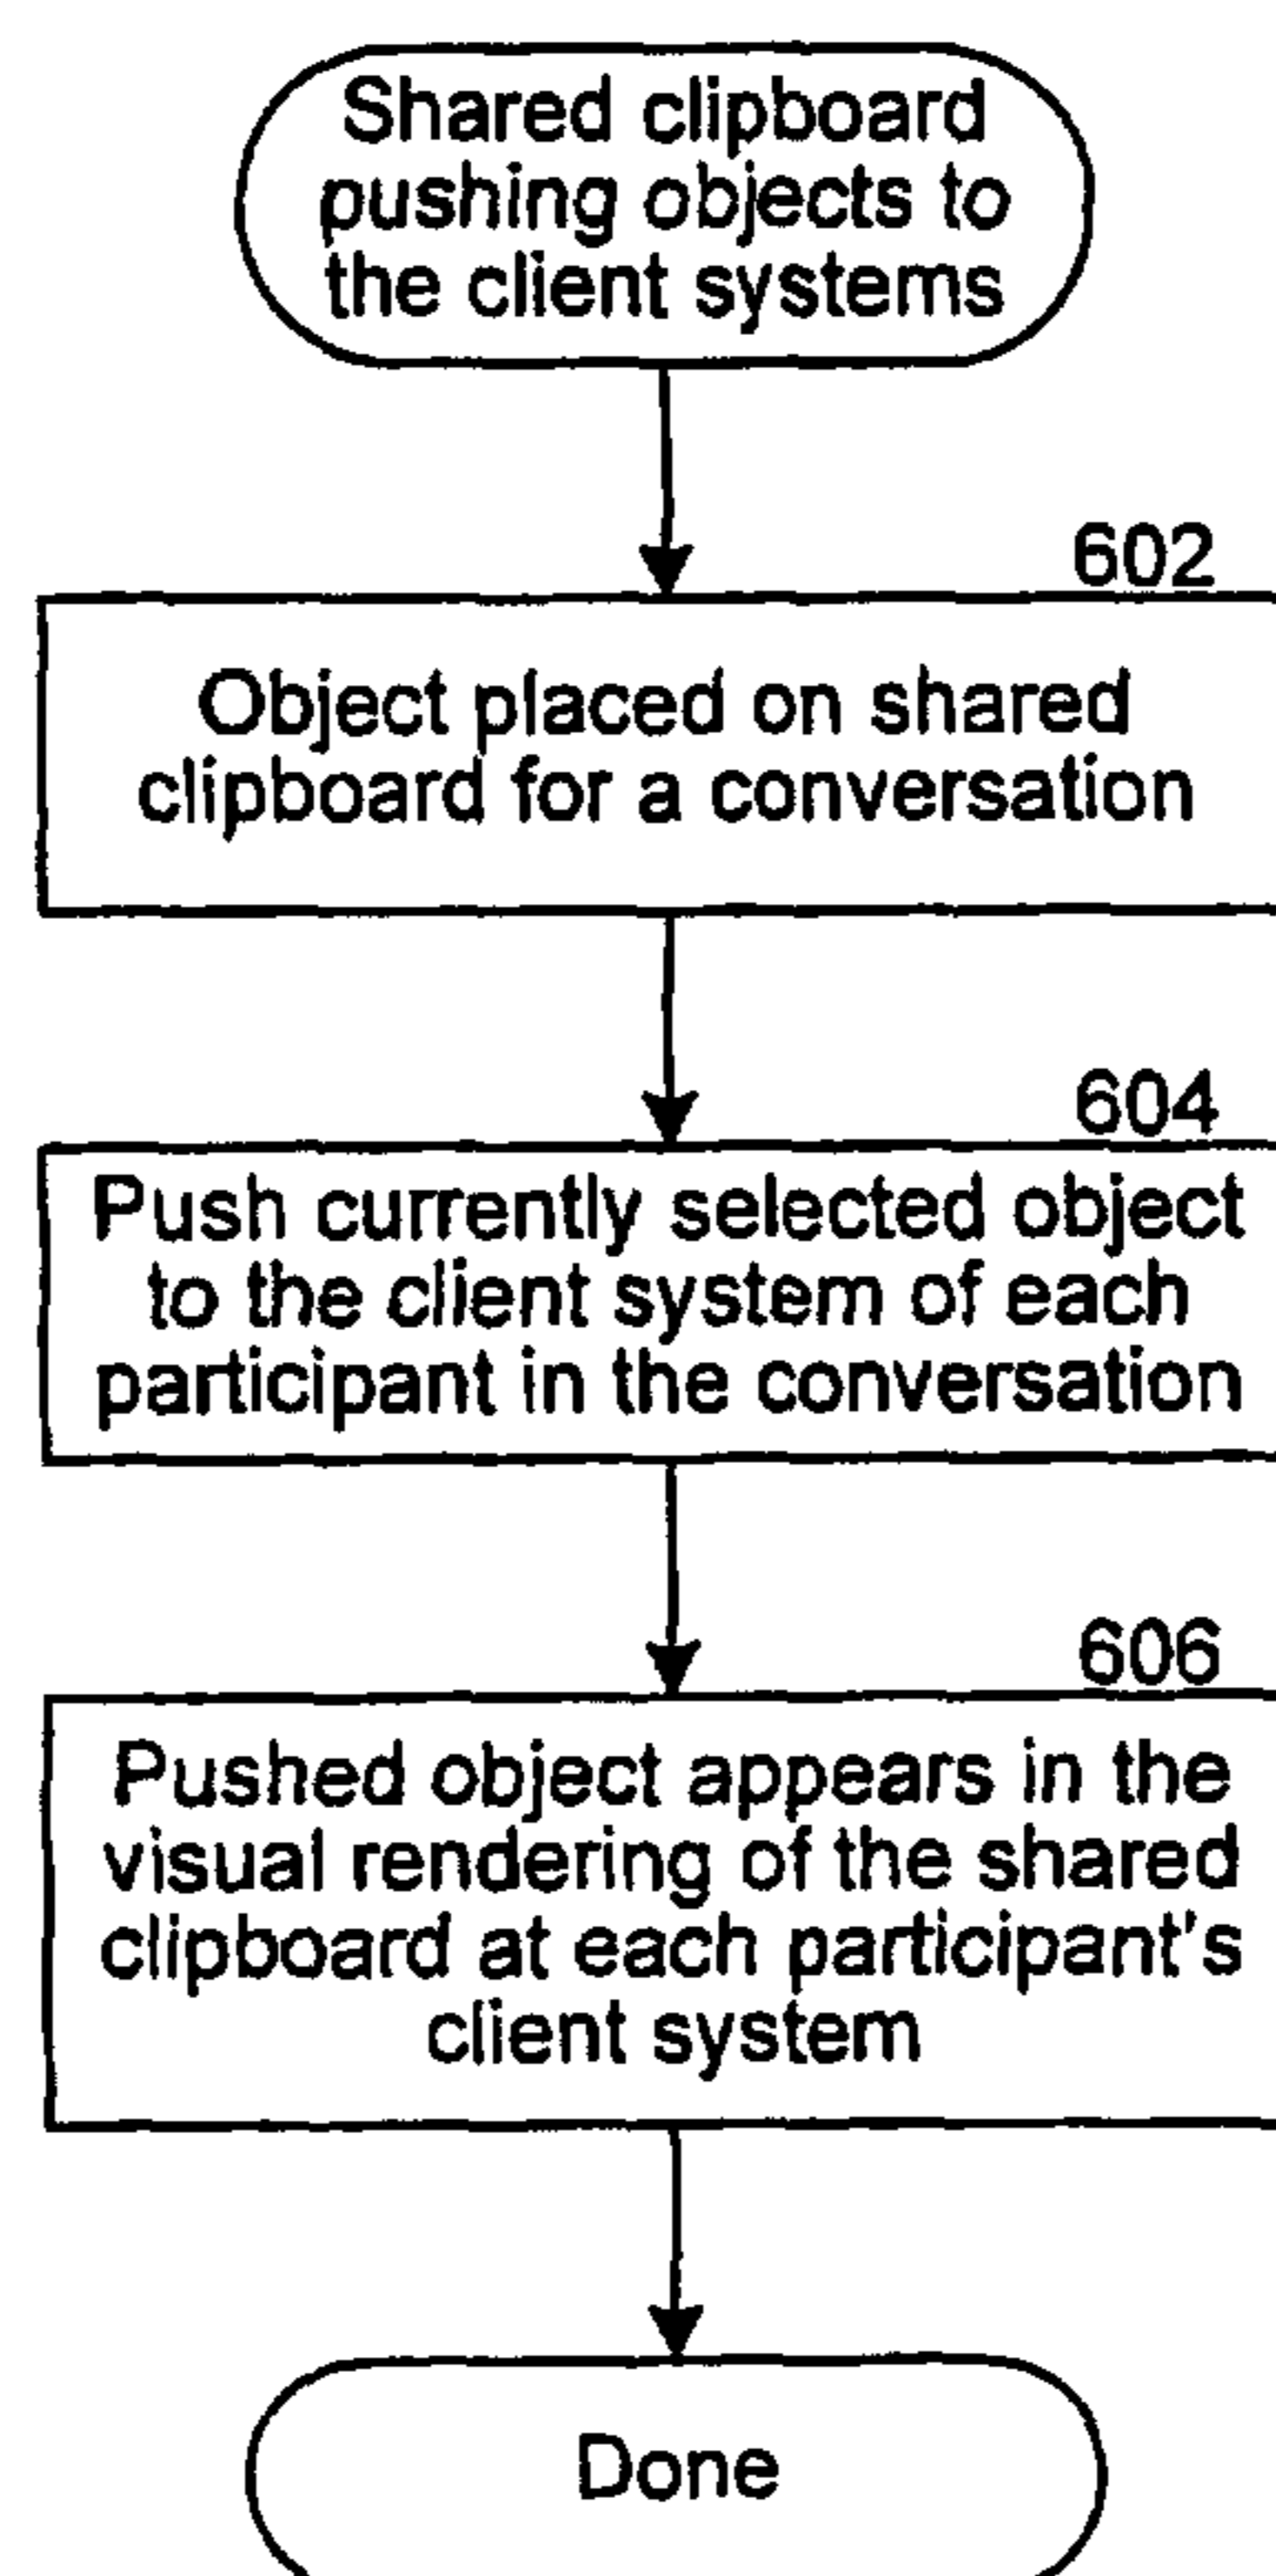 Shared clipboard
pushing objects to
the client systems
602
Object placed on shared
clipboard for a conversation
604
Push currently selected object
to the client system of each
participant in the conversation
606
Pushed object appears in the
visual rendering of the shared
clipboard at each participant's
client system
Done